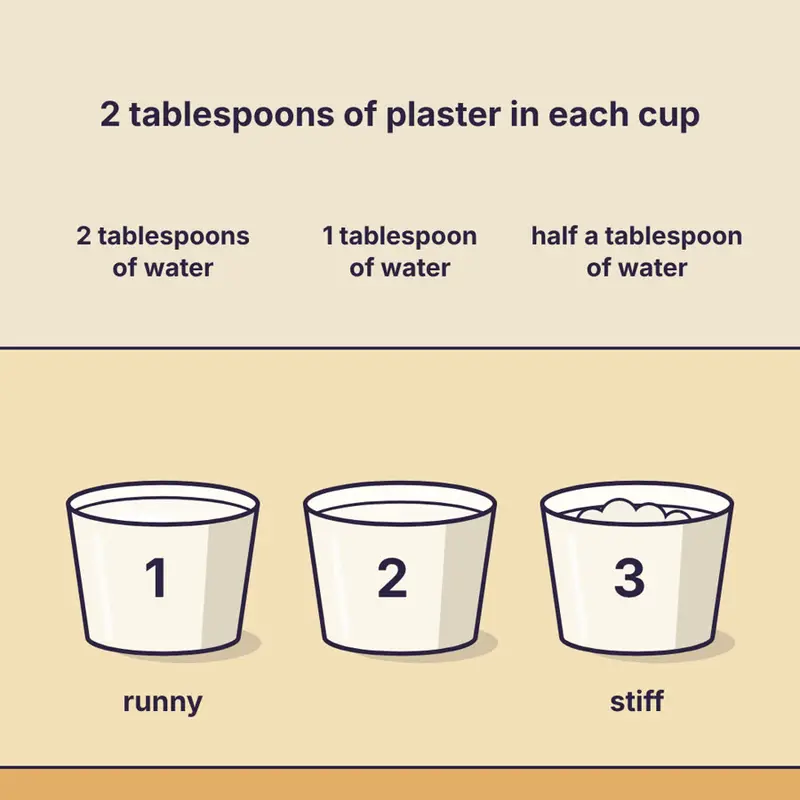 2 tablespoons of plaster in each cup
2 tablespoons
of water
1 tablespoon
of water
half a tablespoon
of water
1
2
3
runny
stiff